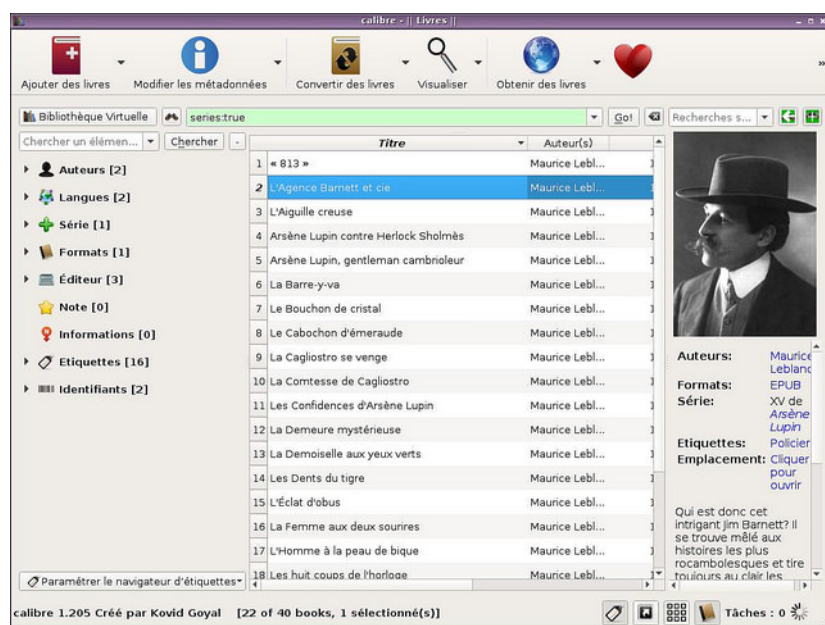 calibre - || Livres ||
Ajouter des livres Modifier les métadonnées Convertir des livres Visualiser Obtenir des livres
Bibliothèque Virtuelle series:true Go! Recherches s...
Chercher un élémen... Chercher
Auteurs [2]
Langues [2]
Série [1]
Formats [1]
Éditeur [3]
Note [0]
Informations [0]
Etiquettes [16]
Identifiants [2]
Paramétrer le navigateur d'étiquettes
Titre Auteur(s)
1 « 813 » Maurice Lebl...
2 L'Agence Barnett et cie Maurice Lebl...
3 L'Aiguille creuse Maurice Lebl...
4 Arsène Lupin contre Herlock Sholmès Maurice Lebl...
5 Arsène Lupin, gentleman cambrioleur Maurice Lebl...
6 La Barre-y-va Maurice Lebl...
7 Le Bouchon de cristal Maurice Lebl...
8 Le Cabochon d'émeraude Maurice Lebl...
9 La Cagliostro se venge Maurice Lebl...
10 La Comtesse de Cagliostro Maurice Lebl...
11 Les Confidences d'Arsène Lupin Maurice Lebl...
12 La Demeure mystérieuse Maurice Lebl...
13 La Demoiselle aux yeux verts Maurice Lebl...
14 Les Dents du tigre Maurice Lebl...
15 L'Éclat d'obus Maurice Lebl...
16 La Femme aux deux sourires Maurice Lebl...
17 L'Homme à la peau de bique Maurice Lebl...
18 Les huit coups de l'horloge Maurice Lebl...
Auteurs: Maurice
Leblanc
Formats: EPUB
Série: XV de
Arsène
Lupin
Etiquettes: Policier
Emplacement: Cliquer
pour
ouvrir
Qui est donc cet
intrigant Jim Barnett? Il
se trouve mêlé aux
histoires les plus
rocambolesques et tire
toujours au clair les
calibre 1.205 Créé par Kovid Goyal [22 of 40 books, 1 sélectionné(s)] Tâches : 0